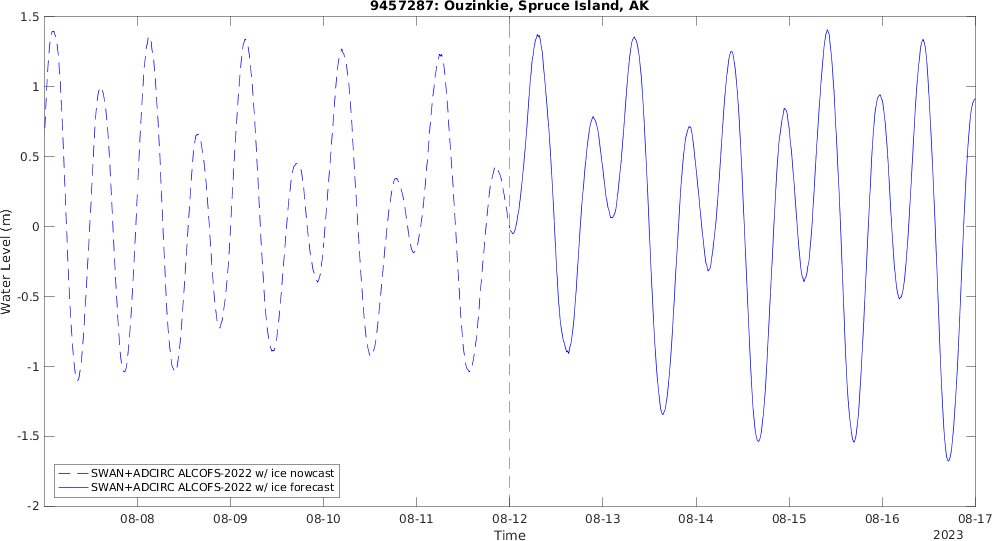 9457287: Ouzinkie, Spruce Island, AK
1.5
1
0.5
0
-0.5
-1
-1.5
-2
Water Level (m)
SWAN+ADCIRC ALCOFS-2022 w/ ice nowcast
SWAN+ADCIRC ALCOFS-2022 w/ ice forecast
08-08 08-09 08-10 08-11 08-12 08-13 08-14 08-15 08-16 08-17
Time
2023